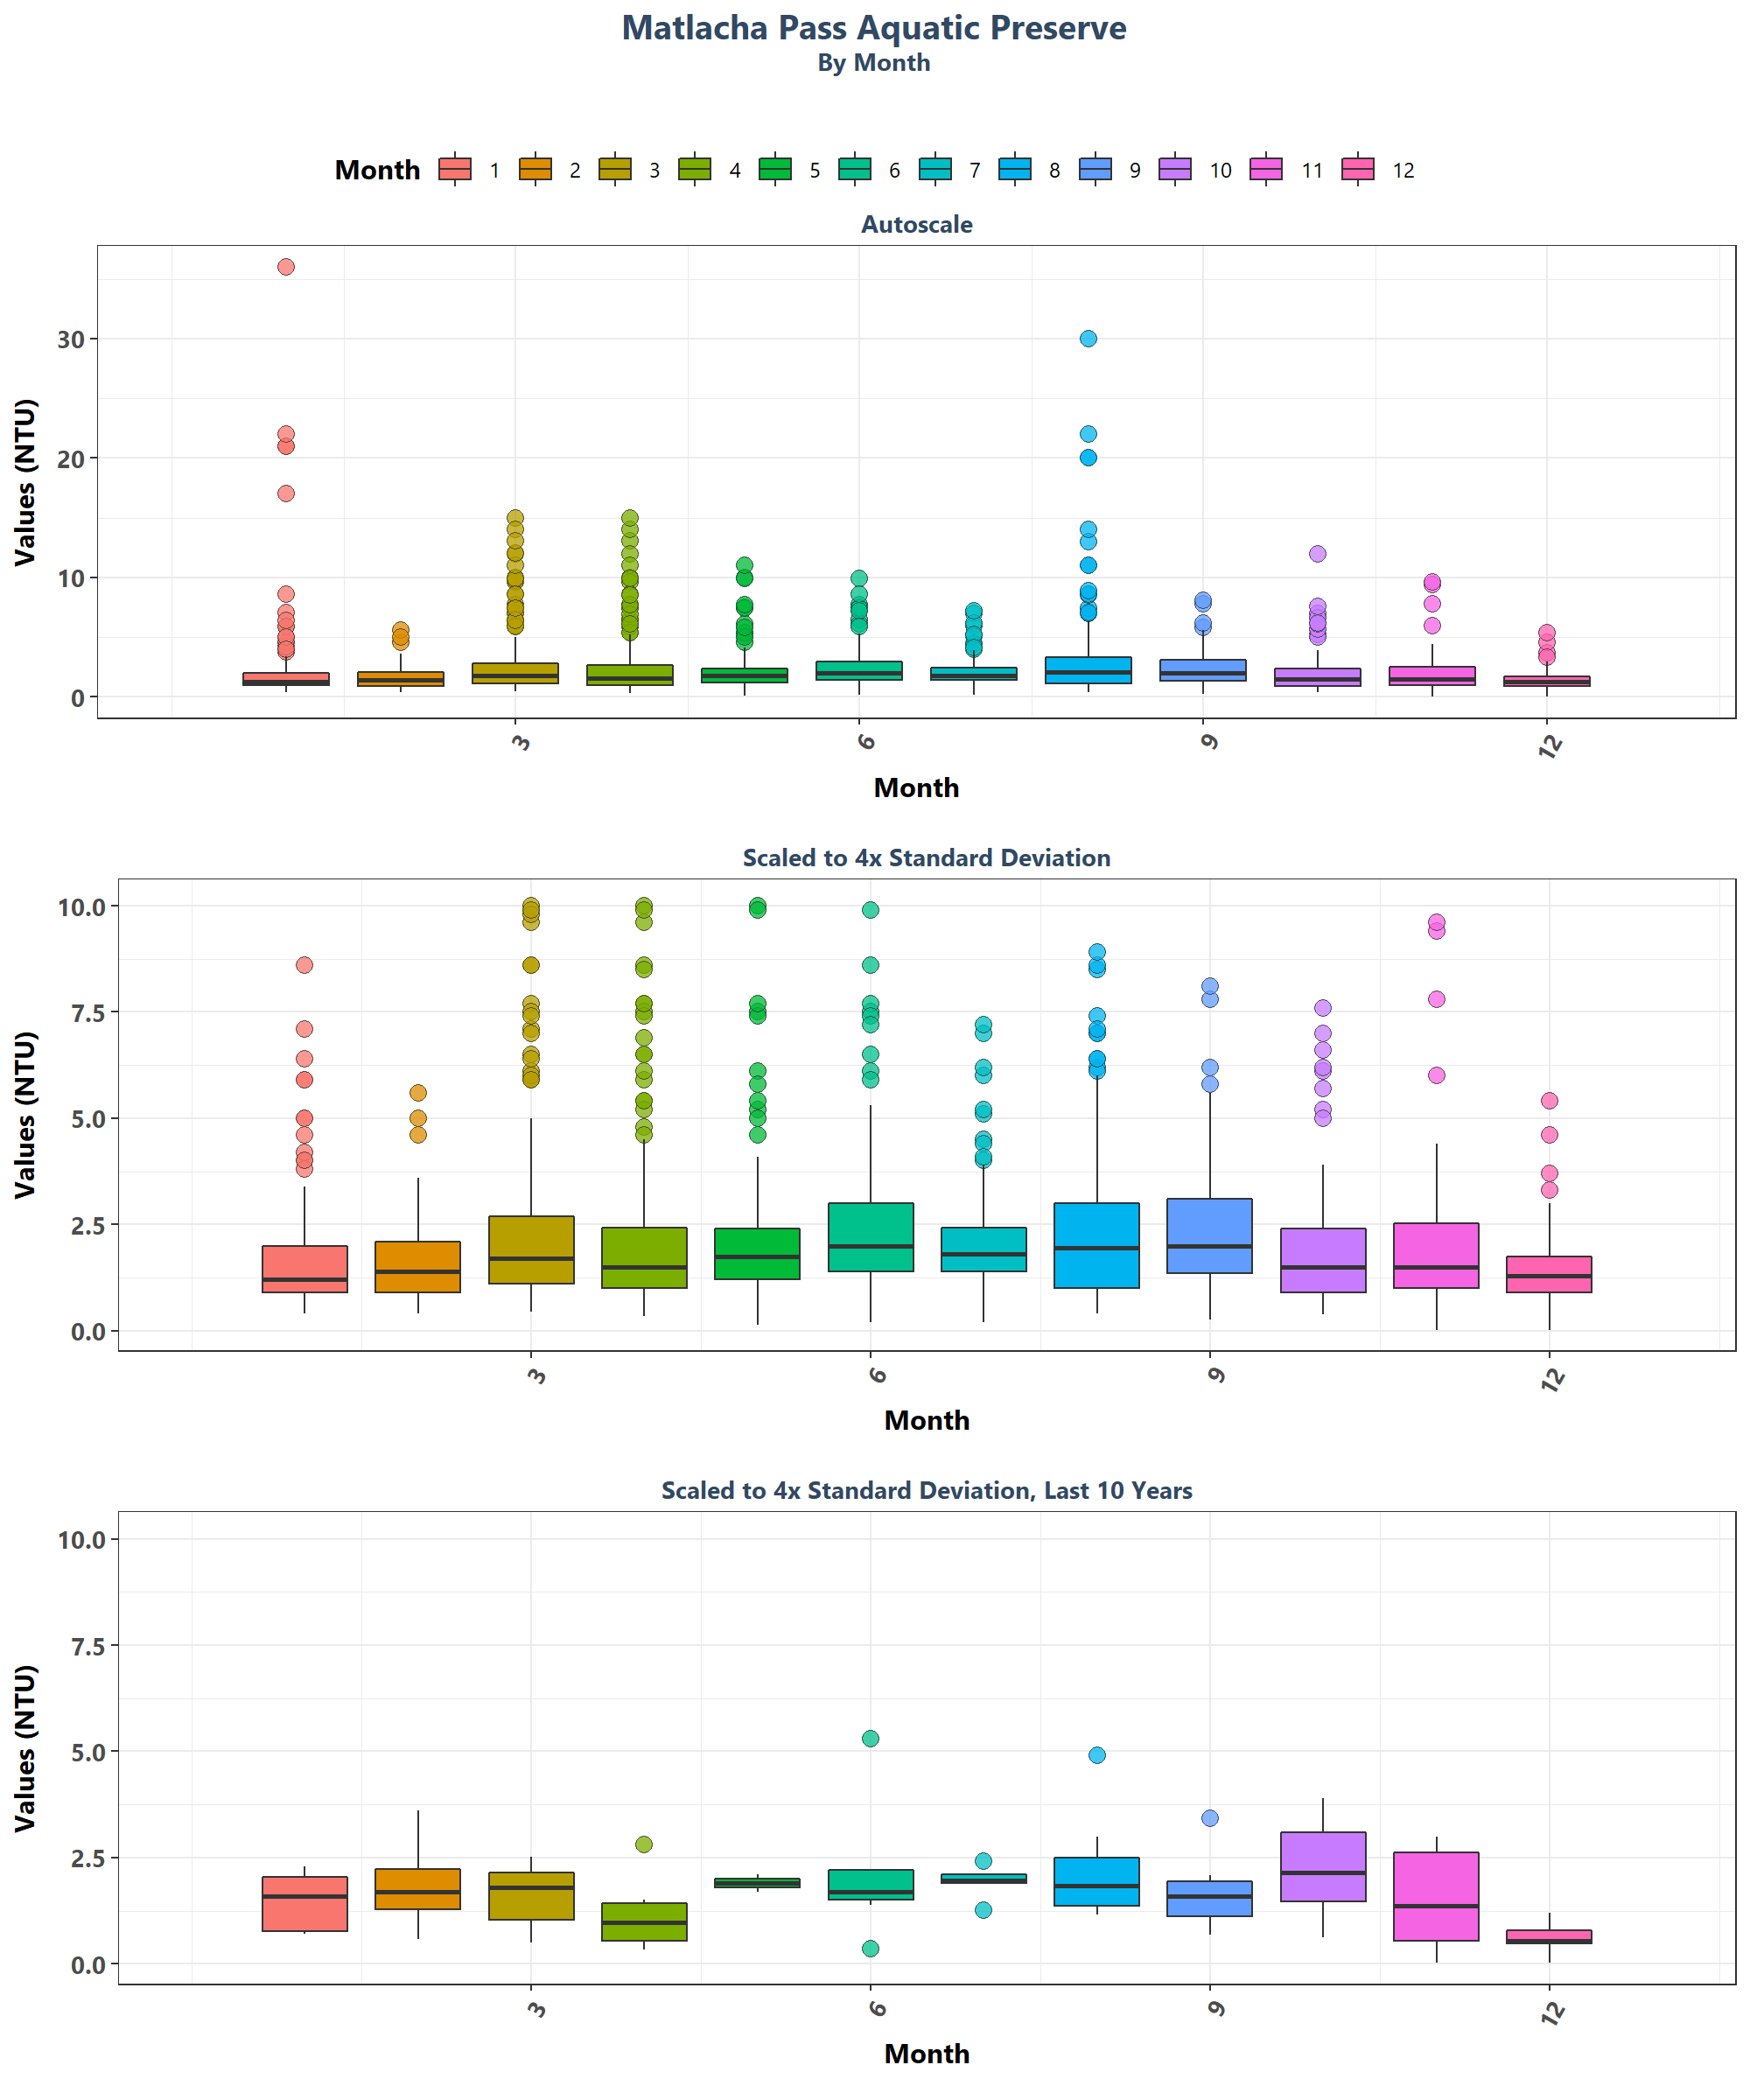 Matlacha Pass Aquatic Preserve
By Month
Month 1 2 3 4 5 6 7 8 9 10 11 12
Autoscale
Values (NTU)
30
20
10
0
3 6 9 12
Month
Scaled to 4x Standard Deviation
Values (NTU)
10.0
7.5
5.0
2.5
0.0
3 6 9 12
Month
Scaled to 4x Standard Deviation, Last 10 Years
Values (NTU)
10.0
7.5
5.0
2.5
0.0
3 6 9 12
Month